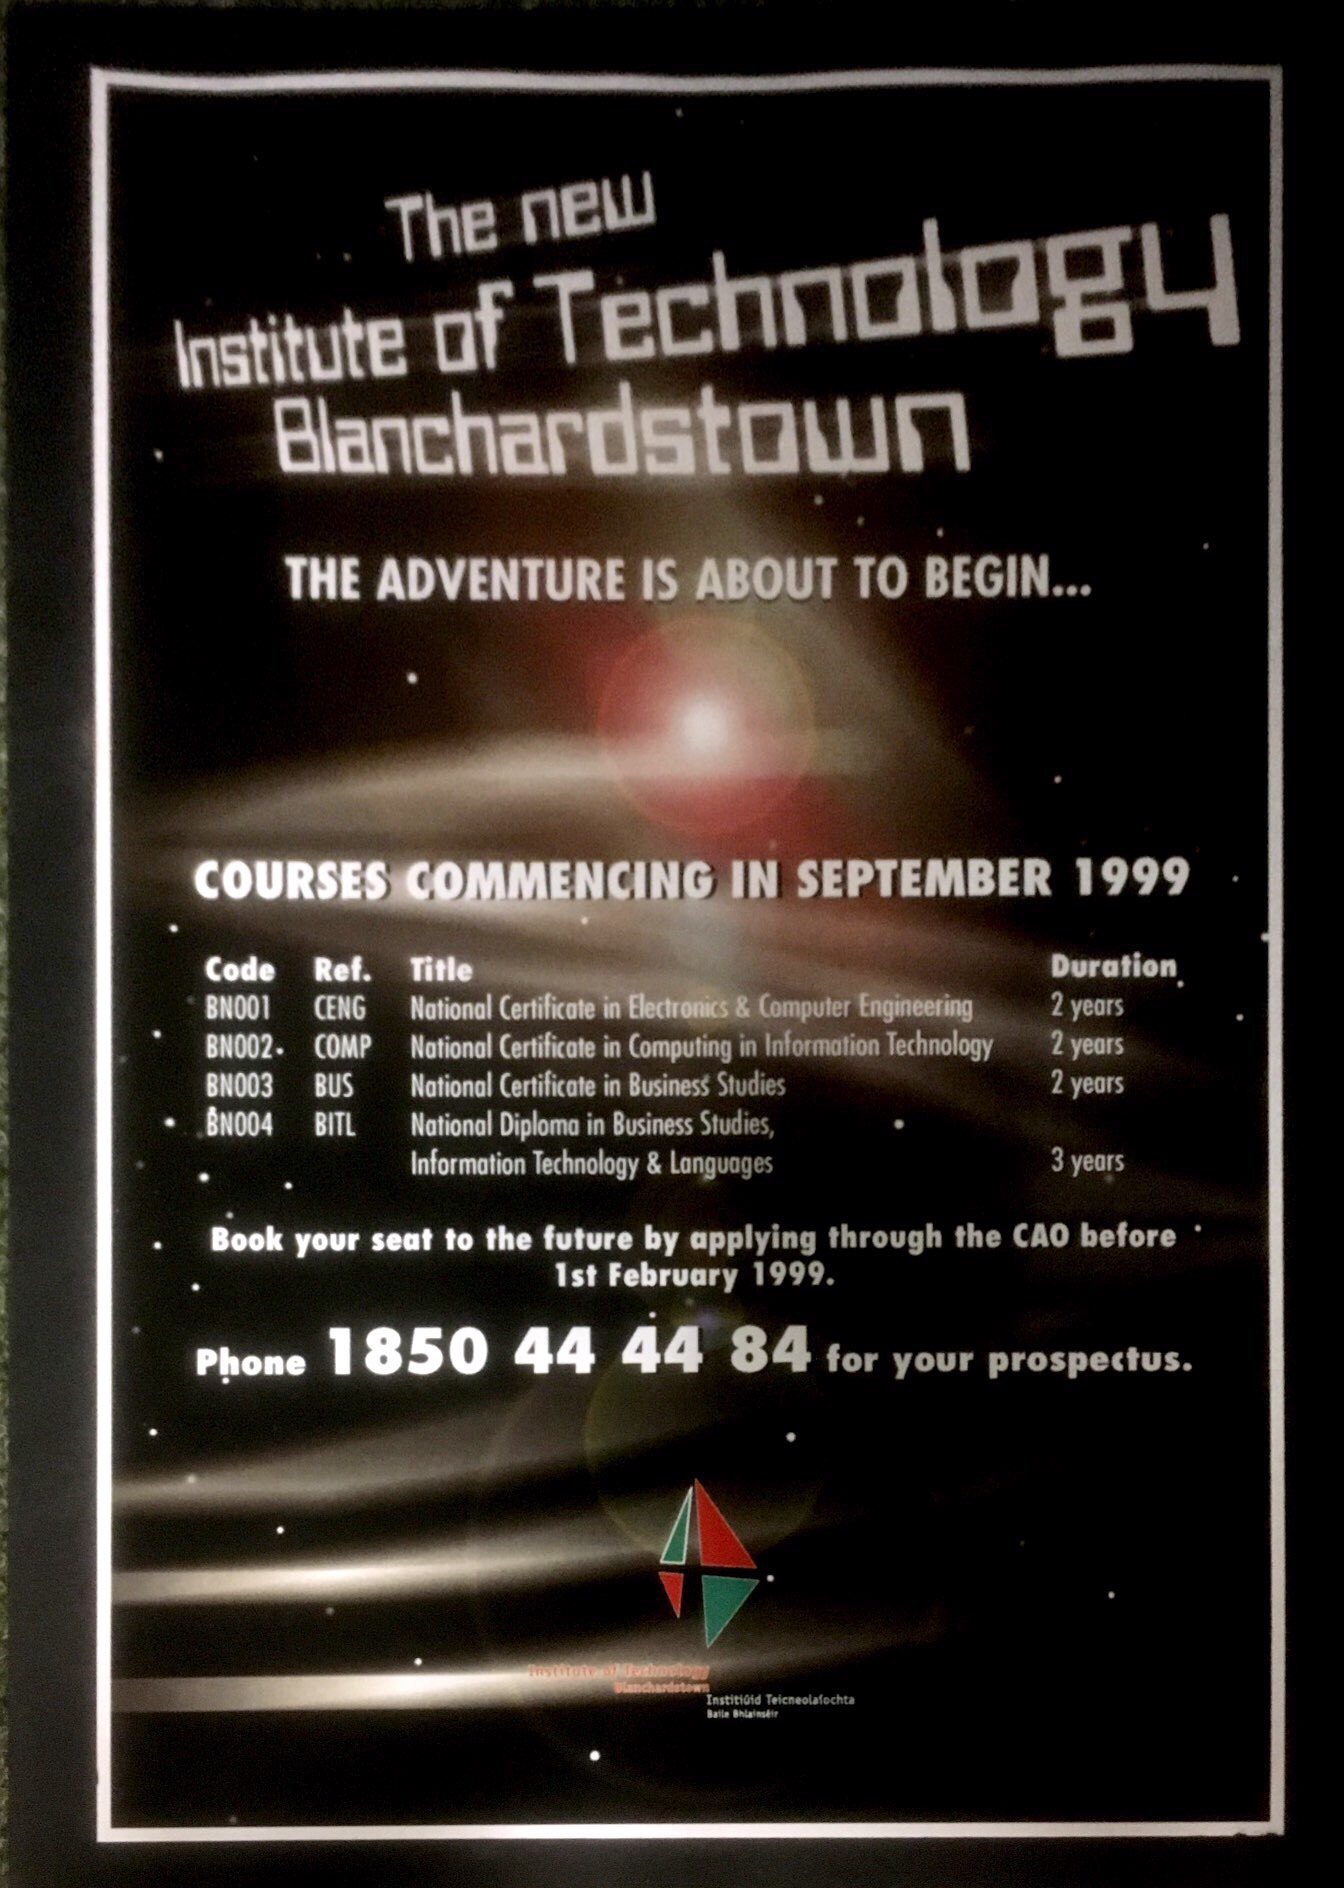 The new
Institute of Technology
Blanchardstown
THE ADVENTURE IS ABOUT TO BEGIN...
COURSES COMMENCING IN SEPTEMBER 1999
Code Ref. Title Duration
BN001 CENG National Certificate in Electronics & Computer Engineering 2 years
BN002 COMP National Certificate in Computing in Information Technology 2 years
BN003 BUS National Certificate in Business Studies 2 years
BN004 BITL National Diploma in Business Studies,
Information Technology & Languages 3 years
Book your seat to the future by applying through the CAO before
1st February 1999.
Phone 1850 44 44 84 for your prospectus.
Institute of Technology
Blanchardstown
Institiúid Teicneolaíochta
Baile Bhlainséir